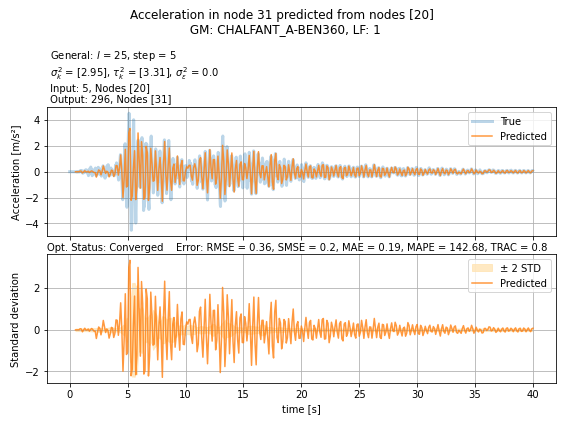 Acceleration in node 31 predicted from nodes [20]
GM: CHALFANT_A-BEN360, LF: 1
General: l = 25, step = 5
σ²ₖ = [2.95], τ²ₖ = [3.31], σ²ₑ = 0.0
Input: 5, Nodes [20]
Output: 296, Nodes [31]
True
Predicted
Acceleration [m/s²]
4
2
0
−2
−4
Opt. Status: Converged Error: RMSE = 0.36, SMSE = 0.2, MAE = 0.19, MAPE = 142.68, TRAC = 0.8
± 2 STD
Predicted
Standard deviation
2
0
−2
0 5 10 15 20 25 30 35 40
time [s]